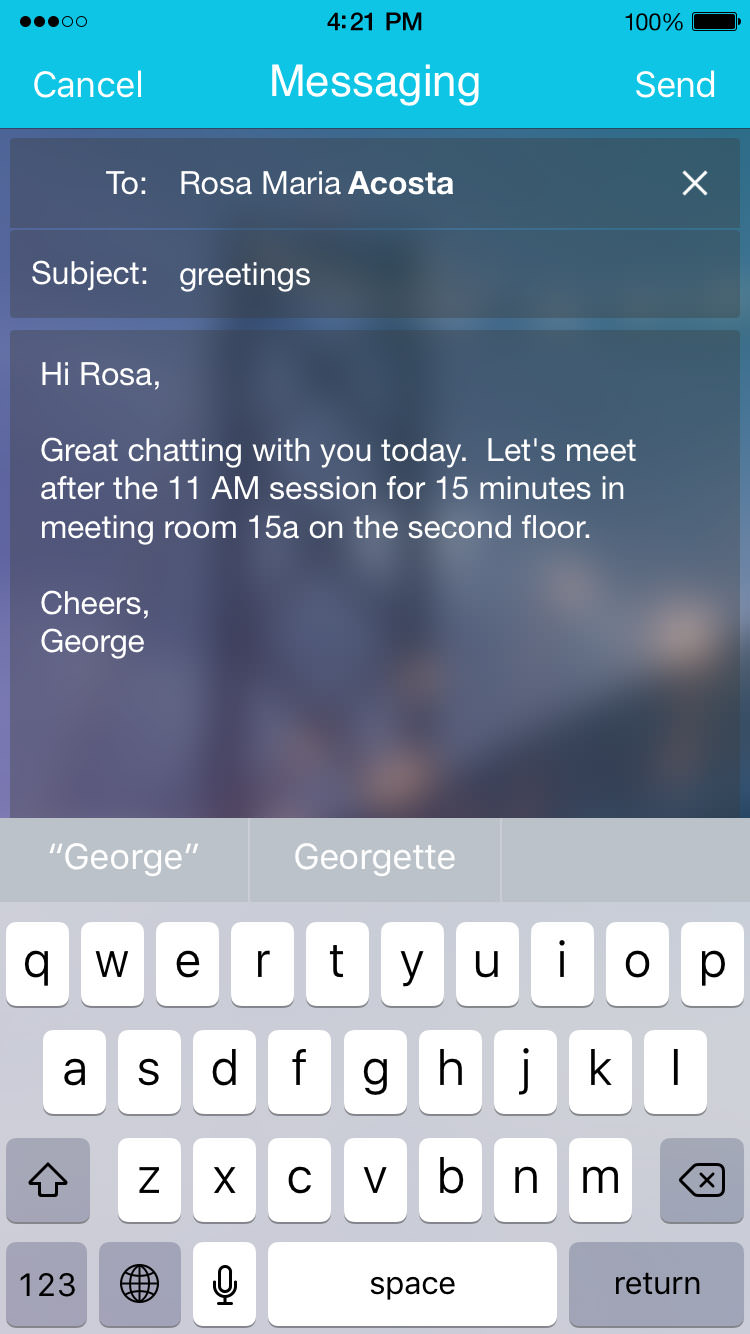 4:21 PM 100%
Cancel Messaging Send
To: Rosa Maria Acosta
Subject: greetings
Hi Rosa,
Great chatting with you today.  Let's meet
after the 11 AM session for 15 minutes in
meeting room 15a on the second floor.
Cheers,
George
“George” Georgette
q w e r t y u i o p
a s d f g h j k l
z x c v b n m
123 space return